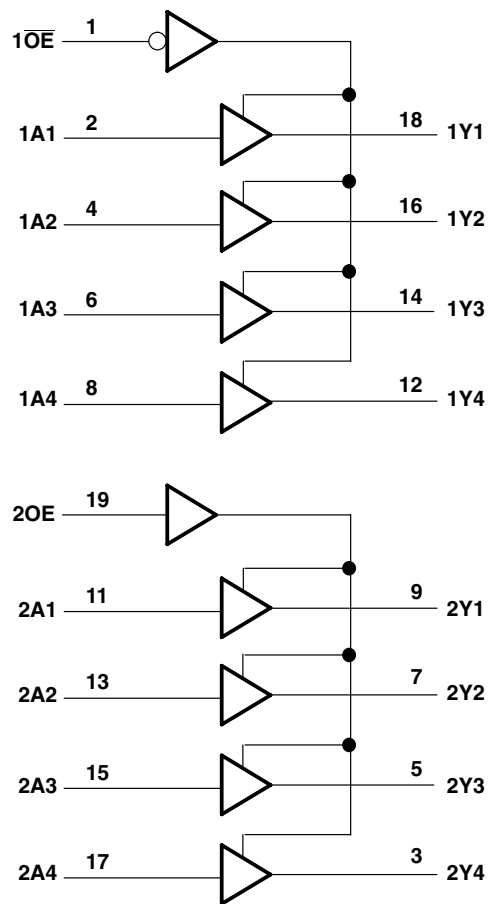 1O̅E̅ 1
1A1 2 18 1Y1
1A2 4 16 1Y2
1A3 6 14 1Y3
1A4 8 12 1Y4
2OE 19
2A1 11 9 2Y1
2A2 13 7 2Y2
2A3 15 5 2Y3
2A4 17 3 2Y4